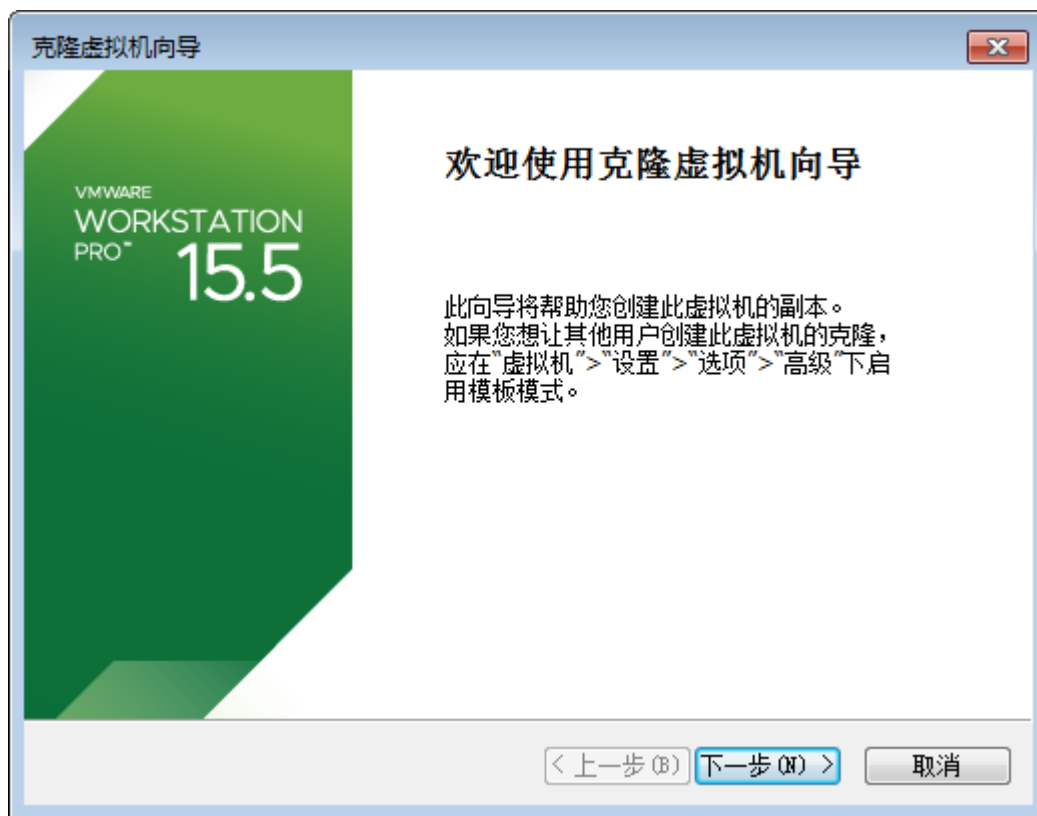 克隆虚拟机向导
VMWARE
WORKSTATION
PRO™
15.5
欢迎使用克隆虚拟机向导
此向导将帮助您创建此虚拟机的副本。
如果您想让其他用户创建此虚拟机的克隆，
应在"虚拟机">"设置">"选项">"高级"下启
用模板模式。
< 上一步(B)
下一步(N) >
取消